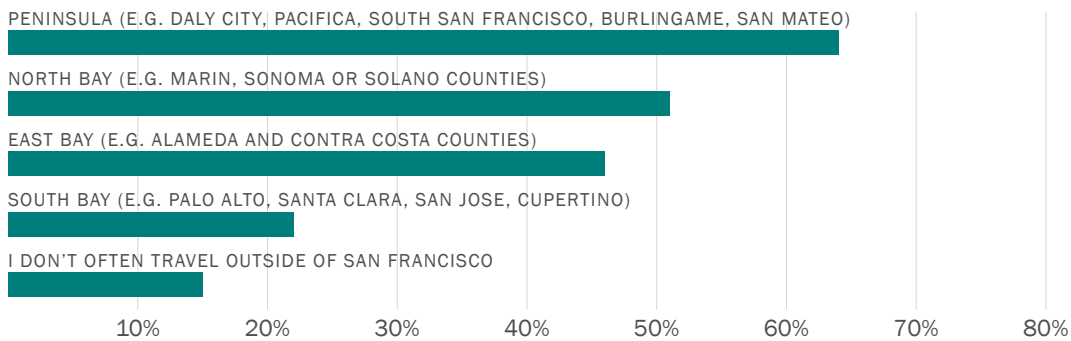 PENINSULA (E.G. DALY CITY, PACIFICA, SOUTH SAN FRANCISCO, BURLINGAME, SAN MATEO)
NORTH BAY (E.G. MARIN, SONOMA OR SOLANO COUNTIES)
EAST BAY (E.G. ALAMEDA AND CONTRA COSTA COUNTIES)
SOUTH BAY (E.G. PALO ALTO, SANTA CLARA, SAN JOSE, CUPERTINO)
I DON’T OFTEN TRAVEL OUTSIDE OF SAN FRANCISCO
10% 20% 30% 40% 50% 60% 70% 80%